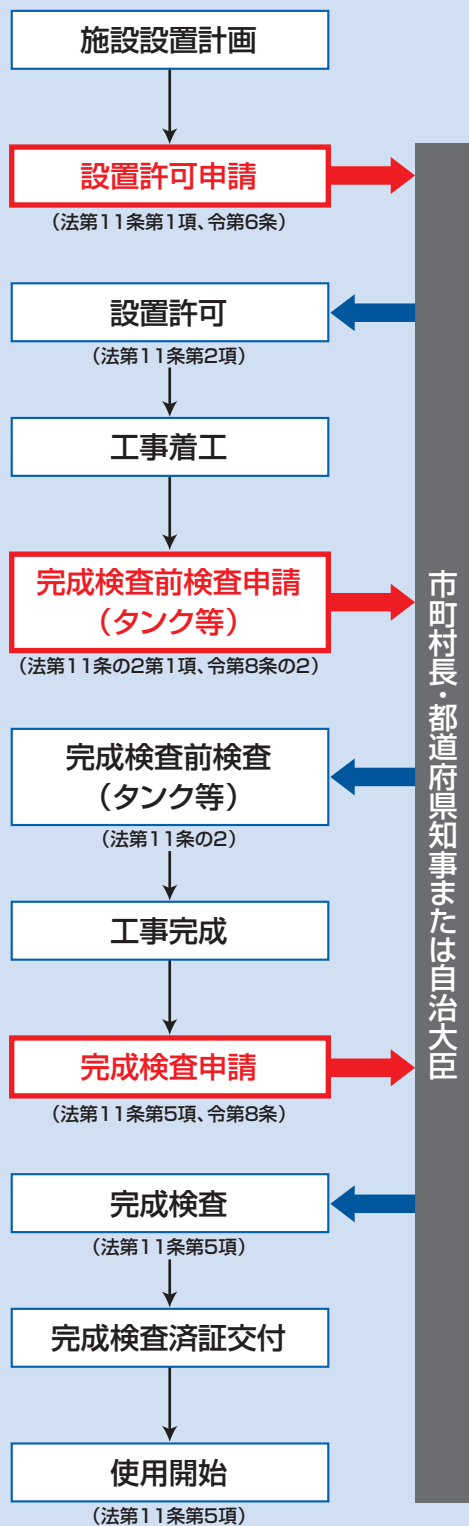 施設設置計画
設置許可申請
（法第11条第1項、令第6条）
設置許可
（法第11条第2項）
工事着工
完成検査前検査申請
（タンク等）
（法第11条の2第1項、令第8条の2）
完成検査前検査
（タンク等）
（法第11条の2）
工事完成
完成検査申請
（法第11条第5項、令第8条）
完成検査
（法第11条第5項）
完成検査済証交付
使用開始
（法第11条第5項）
市町村長・都道府県知事または自治大臣